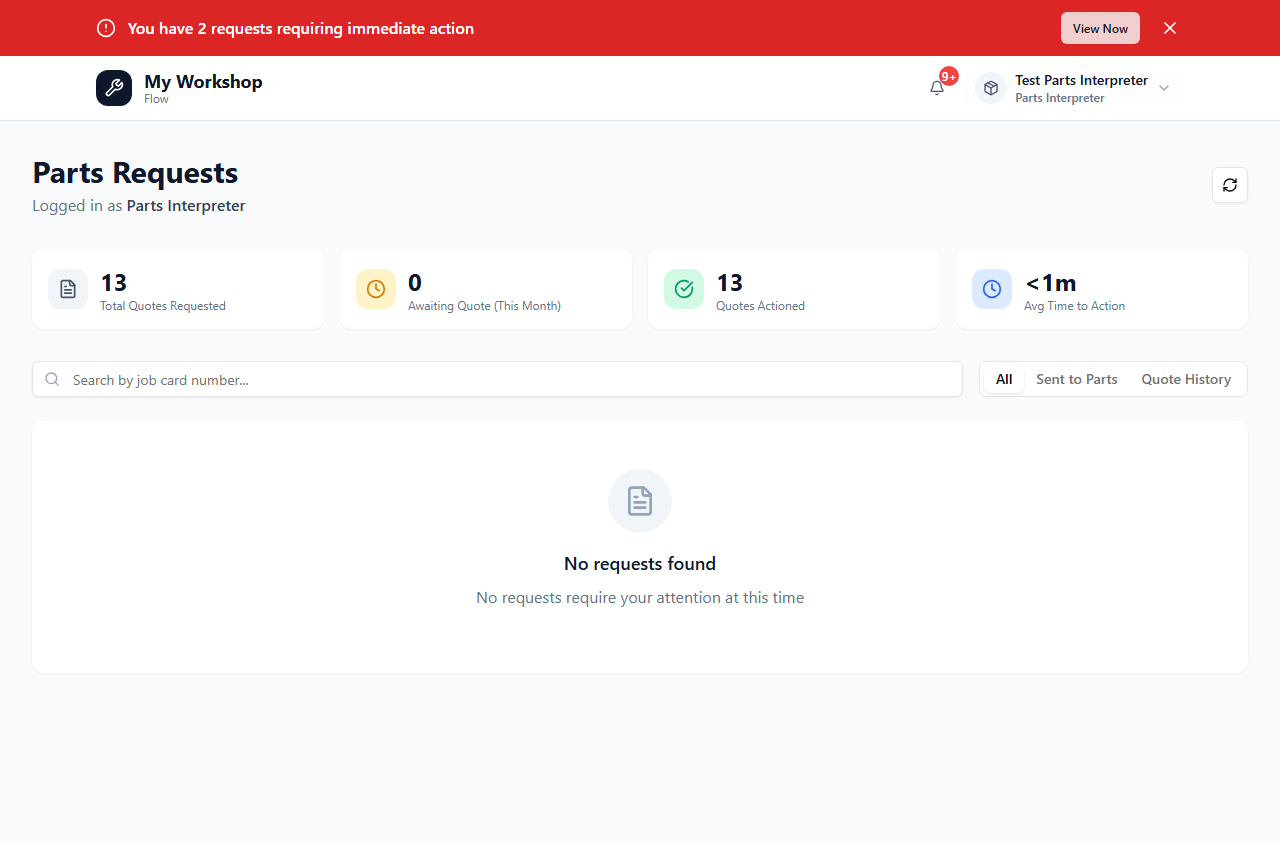 You have 2 requests requiring immediate action
View Now
My Workshop
Flow
9+
Test Parts Interpreter
Parts Interpreter
Parts Requests
Logged in as Parts Interpreter
13
Total Quotes Requested
0
Awaiting Quote (This Month)
13
Quotes Actioned
<1m
Avg Time to Action
Search by job card number...
All
Sent to Parts
Quote History
No requests found
No requests require your attention at this time